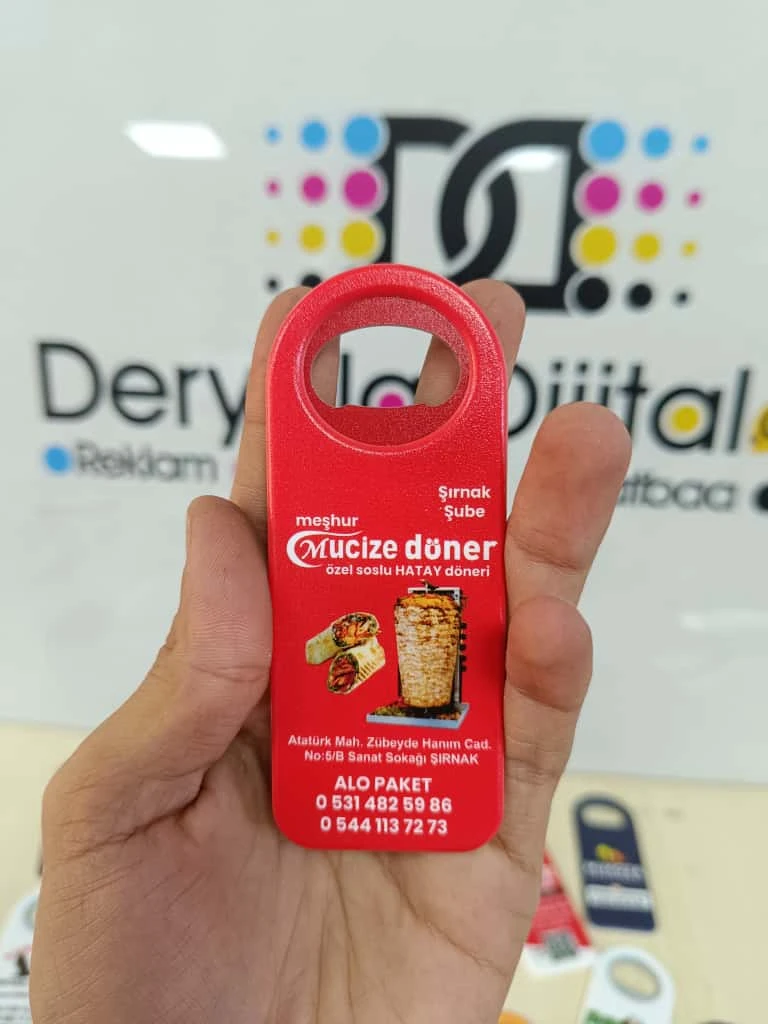 Dijital
Reklam
Şırnak
Şube
meşhur
Mucize döner
özel soslu HATAY döneri
Atatürk Mah. Zübeyde Hanım Cad.
No:5/B Sanat Sokağı ŞIRNAK
ALO PAKET
0 531 482 59 86
0 544 113 72 73